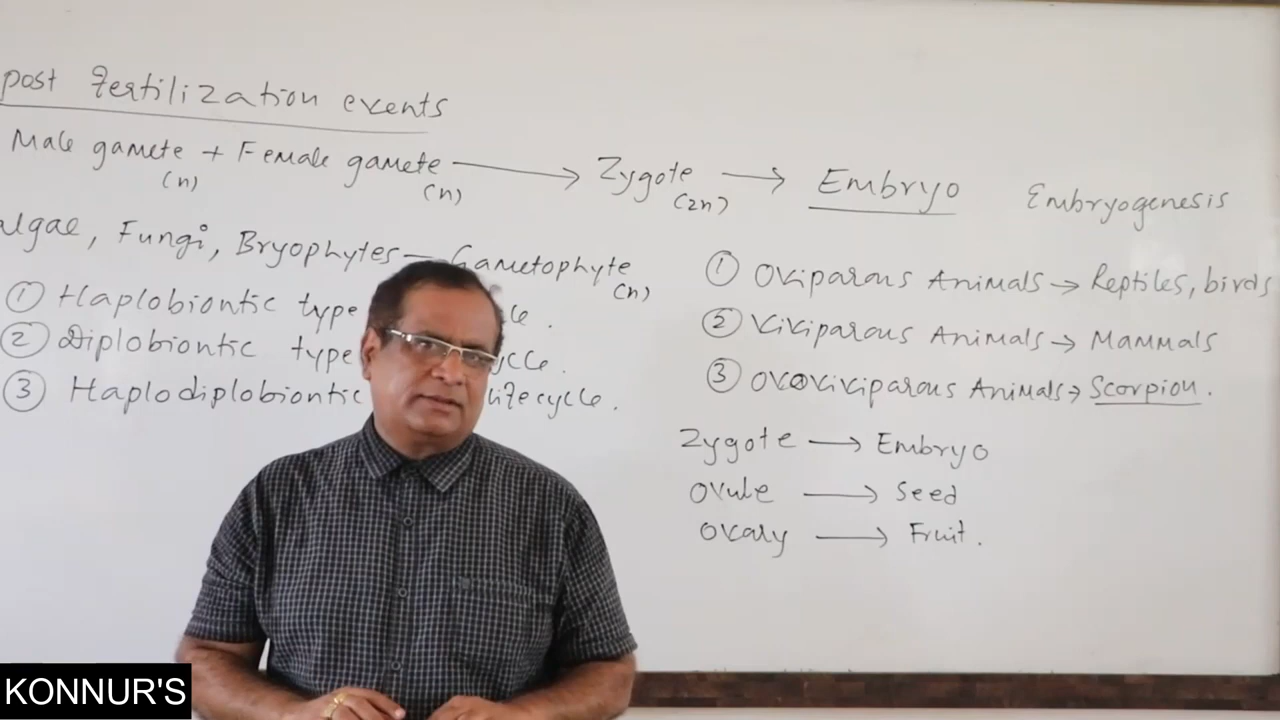 post Fertilization events
Male gamete + Female gamete → Zygote → Embryo Embryogenesis
(n) (n) (2n)
algae, Fungi, Bryophytes — Gametophyte
(n)
① Haplobiontic type
② Diplobiontic type
③ Haplodiplobiontic lifecycle.
① Oviparous Animals → Reptiles, birds
② Viviparous Animals → Mammals
③ Ovoviviparous Animals → Scorpion.
Zygote → Embryo
Ovule → Seed
Ovary → Fruit.
KONNUR'S